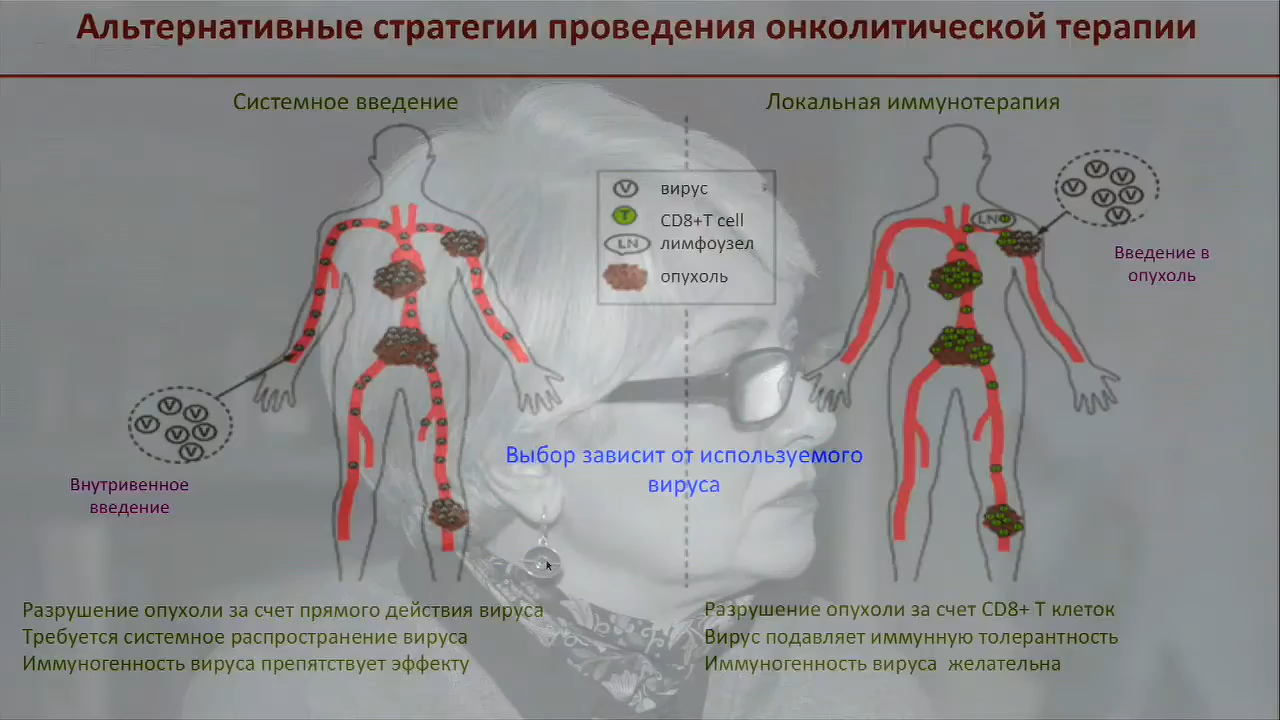 Альтернативные стратегии проведения онколитической терапии
Системное введение
Локальная иммунотерапия
V вирус
T CD8+T cell
LN лимфоузел
опухоль
LN
Введение в
опухоль
Выбор зависит от используемого
вируса
Внутривенное
введение
Разрушение опухоли за счет прямого действия вируса
Требуется системное распространение вируса
Иммуногенность вируса препятствует эффекту
Разрушение опухоли за счет CD8+ T клеток
Вирус подавляет иммунную толерантность
Иммуногенность вируса желательна